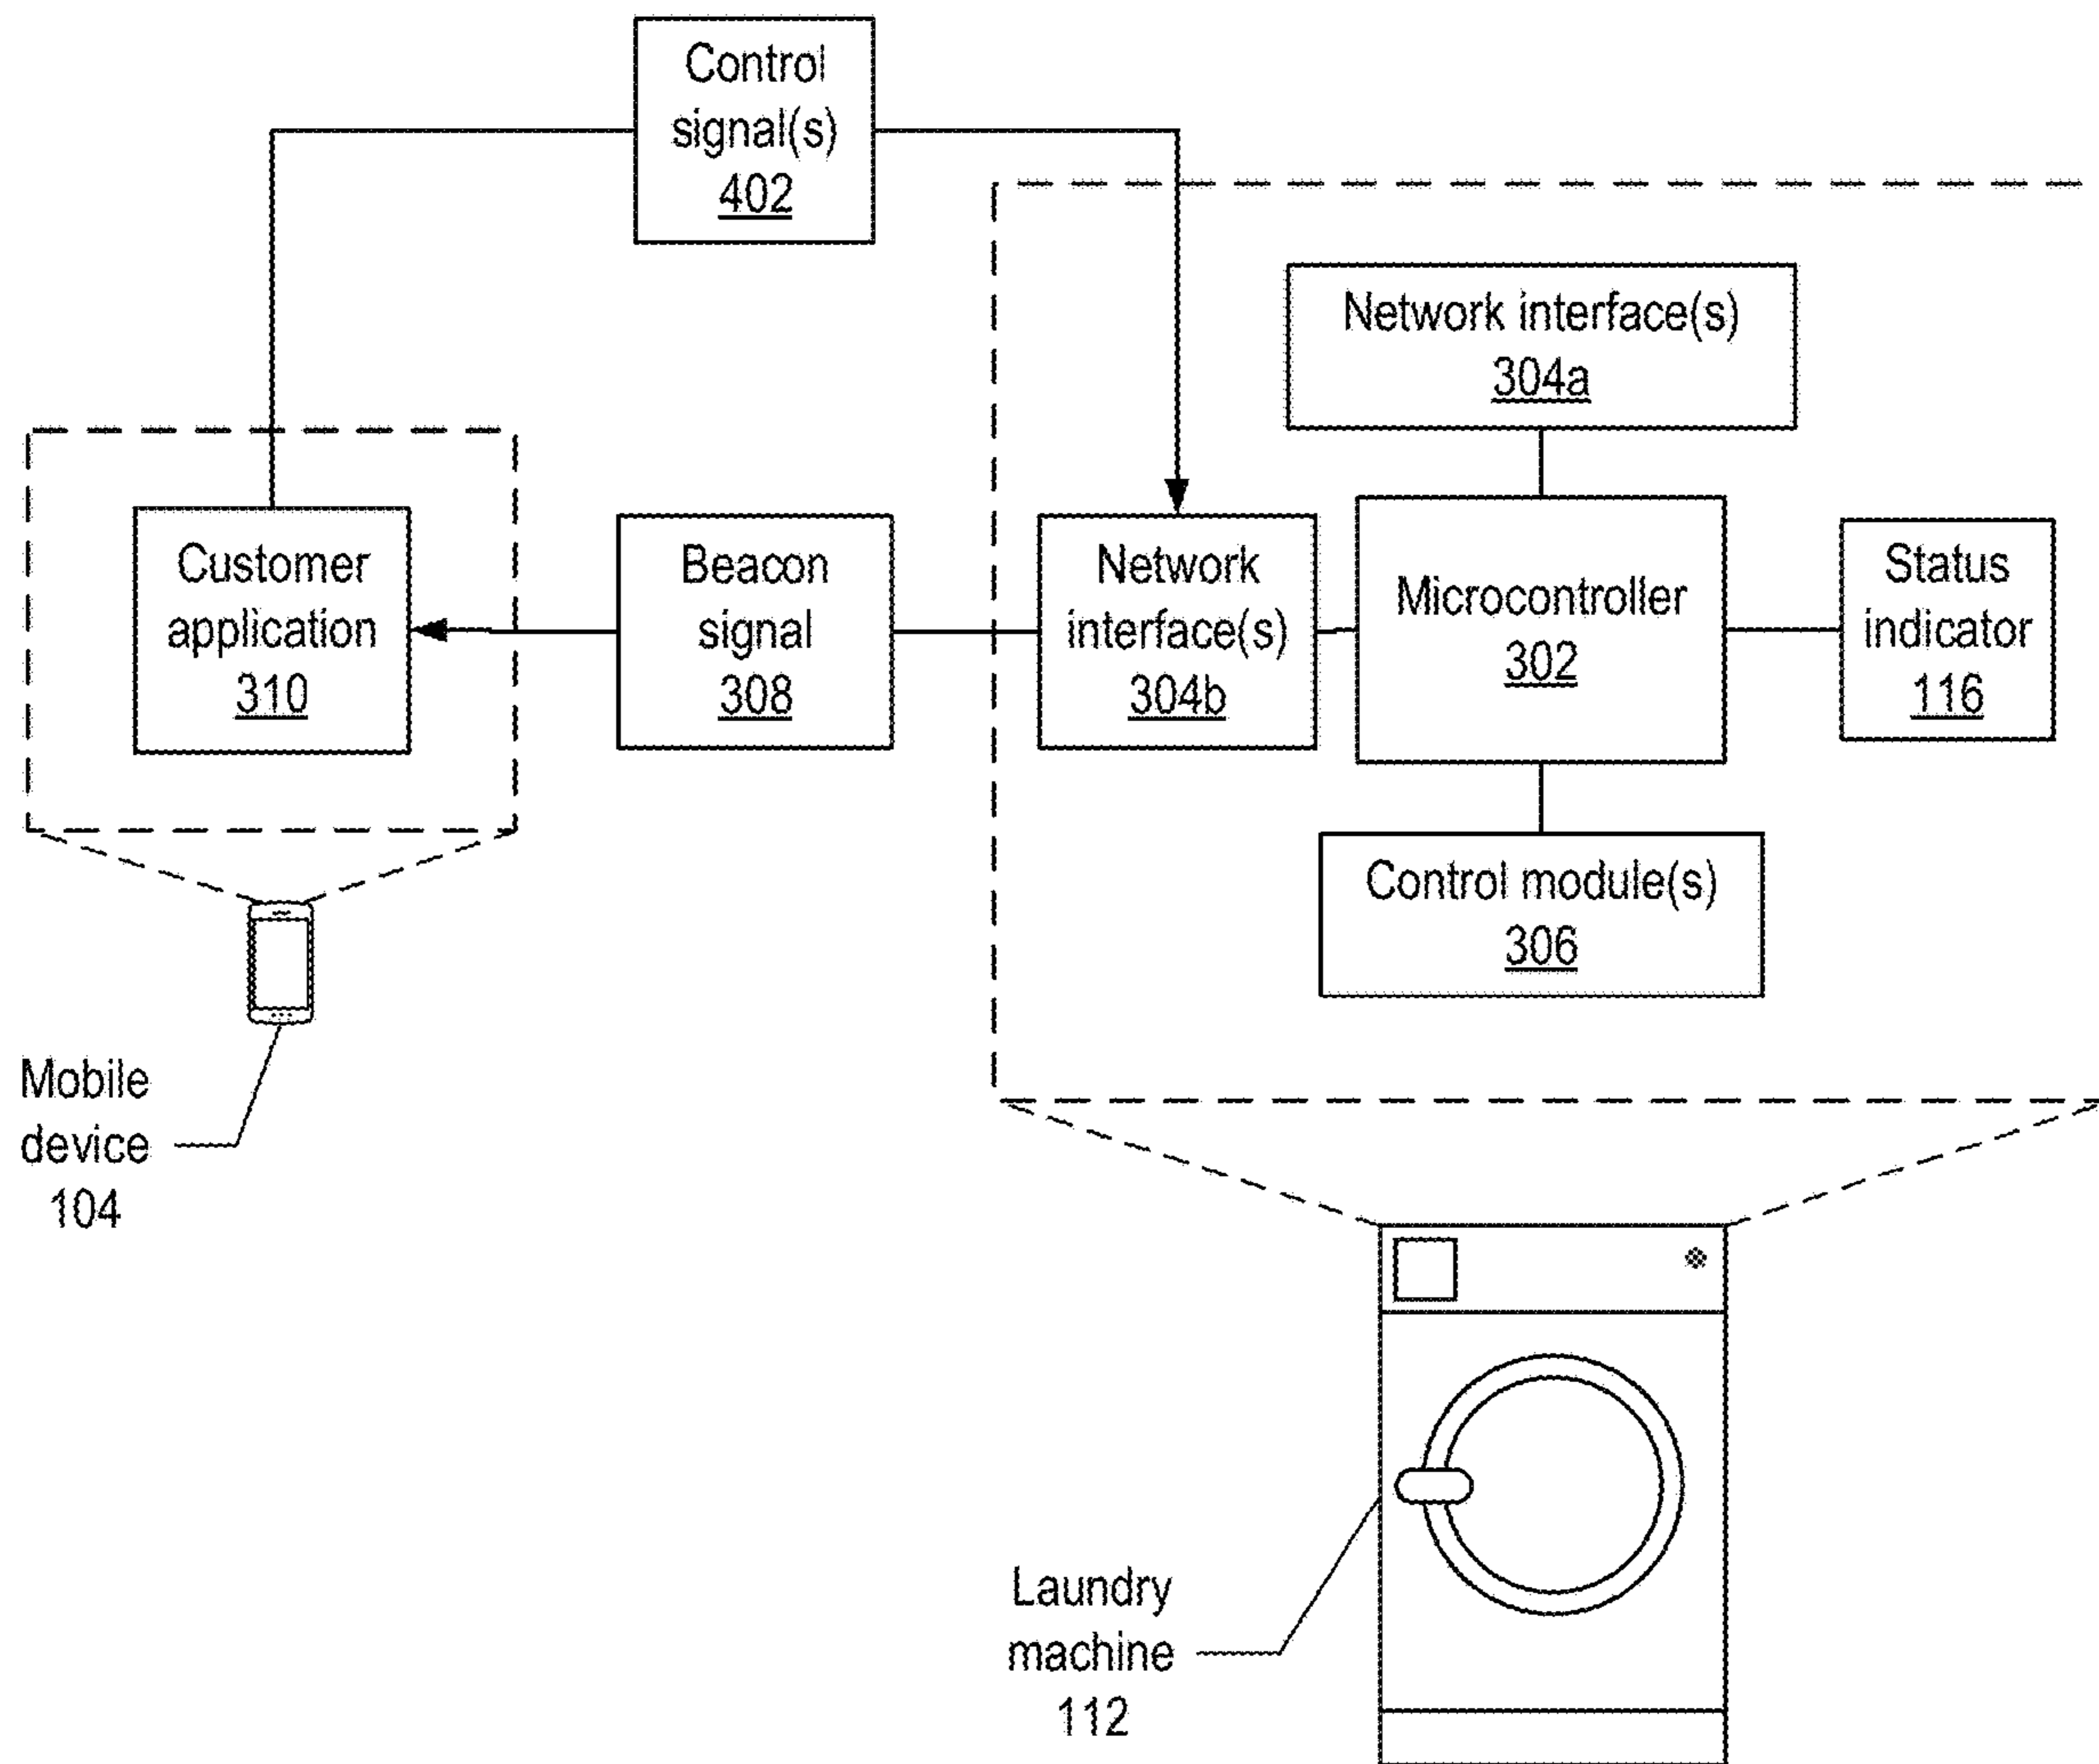 Control
signal(s)
402
Network interface(s)
304a
Customer
application
310
Beacon
signal
308
Network
interface(s)
304b
Microcontroller
302
Status
indicator
116
Control module(s)
306
Mobile
device
104
Laundry
machine
112